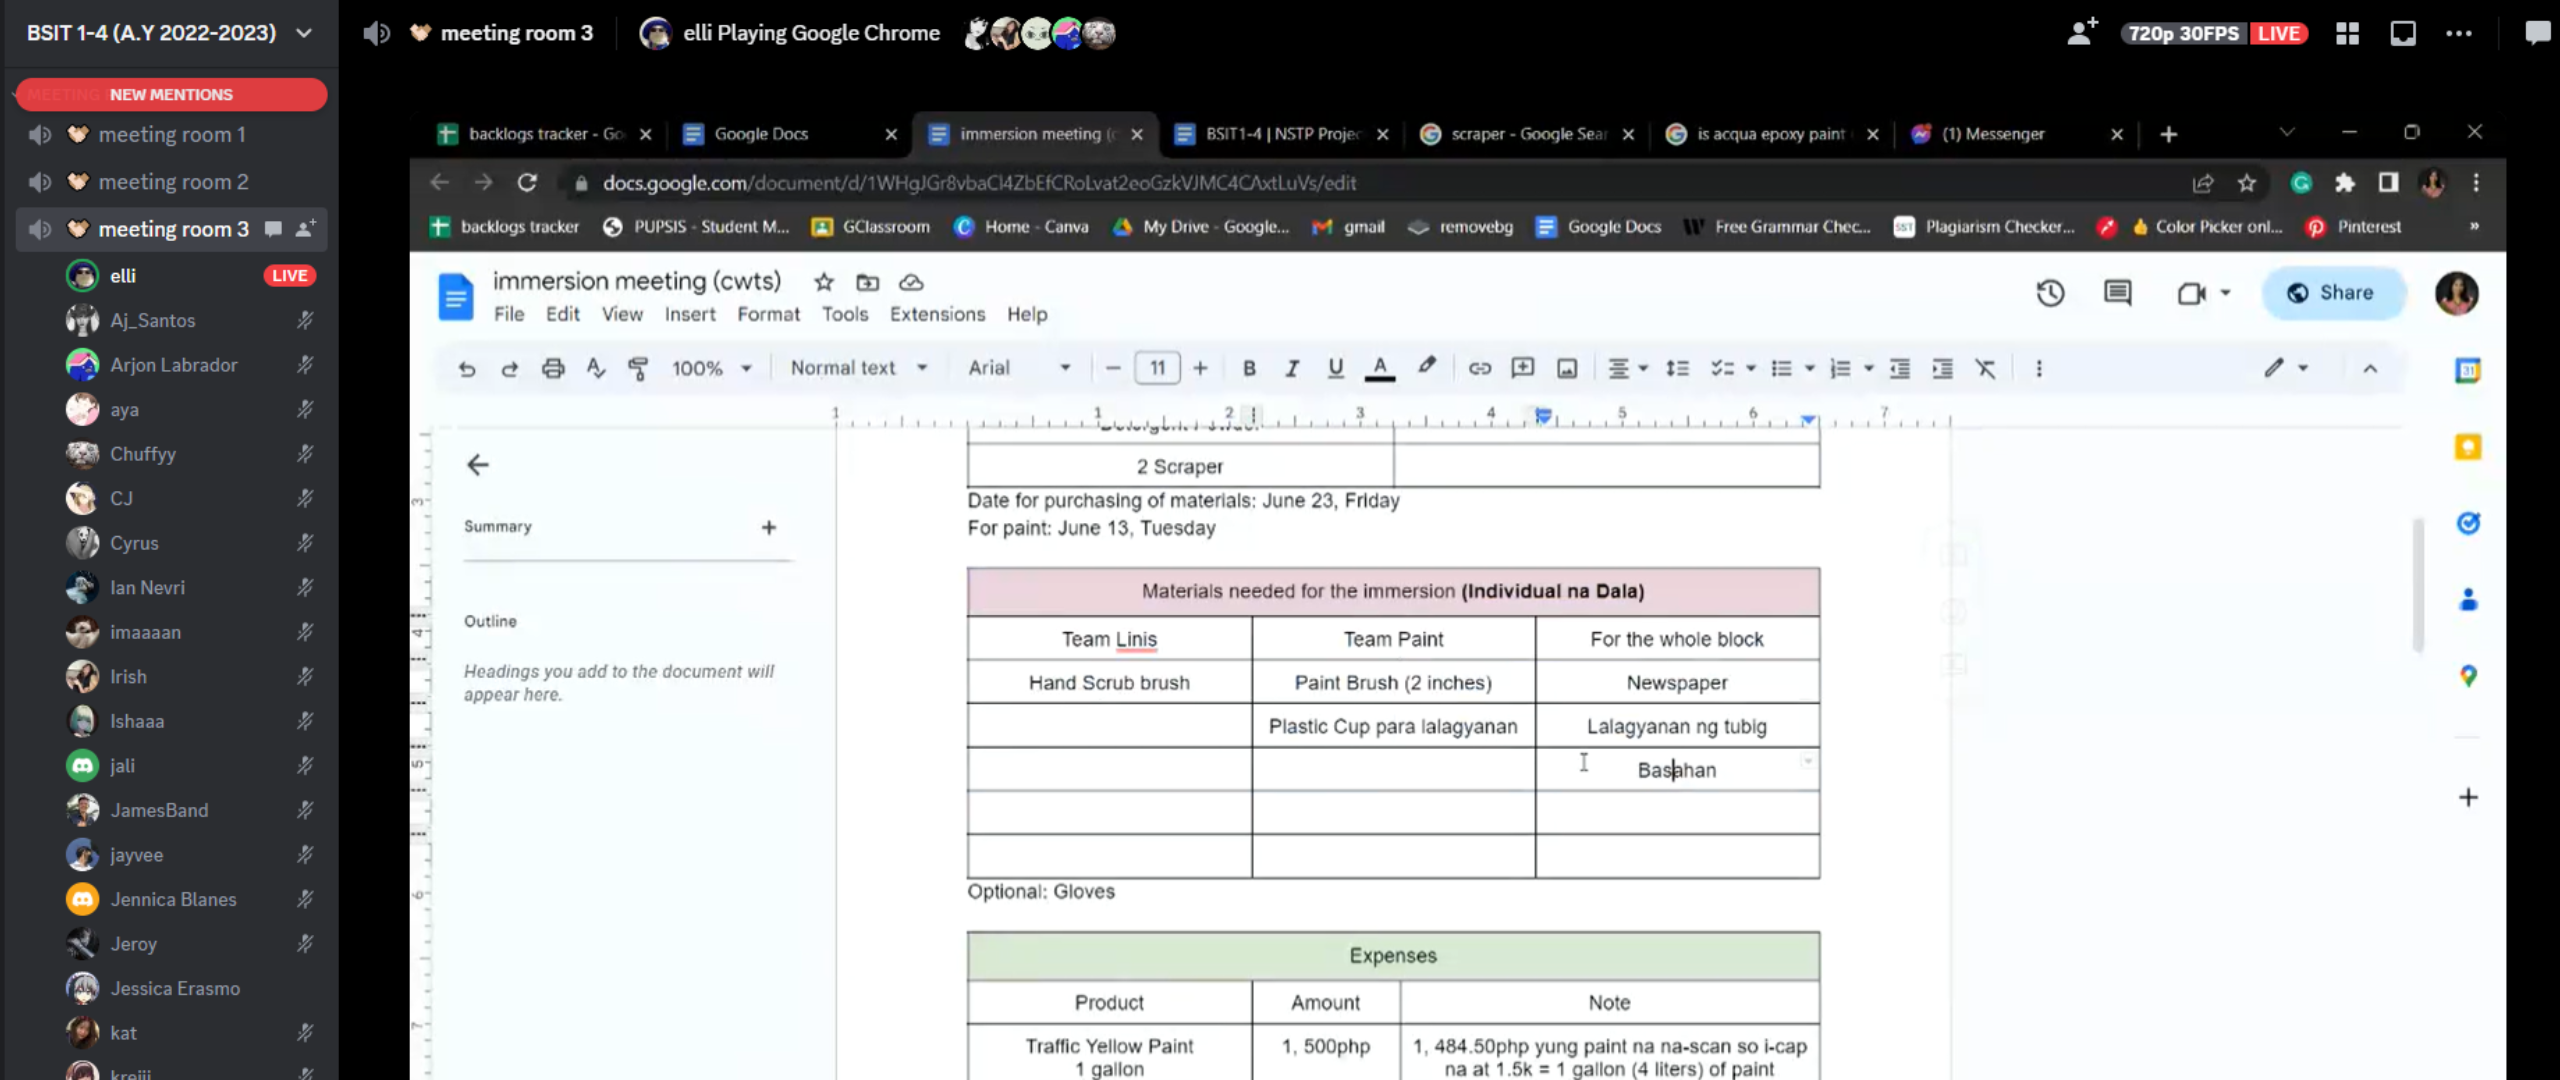 BSIT 1-4 (A.Y 2022-2023)
NEW MENTIONS
meeting room 1
meeting room 2
meeting room 3
elli LIVE
Aj_Santos
Arjon Labrador
aya
Chuffyy
CJ
Cyrus
Ian Nevri
imaaaan
Irish
Ishaaa
jali
JamesBand
jayvee
Jennica Blanes
Jeroy
Jessica Erasmo
kat
kreiji
meeting room 3 elli Playing Google Chrome 720p 30FPS LIVE
backlogs tracker - Go Google Docs immersion meeting (c BSIT1-4 | NSTP Projec scraper - Google Sear is acqua epoxy paint (1) Messenger
docs.google.com/document/d/1WHgJGr8vbaCl4ZbEfCRoLvat2eoGzkVJMC4CAxtLuVs/edit
backlogs tracker PUPSIS - Student M... GClassroom Home - Canva My Drive - Google... gmail removebg Google Docs Free Grammar Chec... Plagiarism Checker... Color Picker onl... Pinterest »
immersion meeting (cwts)
File Edit View Insert Format Tools Extensions Help
Share
100% Normal text Arial 11
1 1 2 3 4 5 6 7
Summary
Outline
Headings you add to the document will
appear here.
2 Scraper
Date for purchasing of materials: June 23, Friday
For paint: June 13, Tuesday
Materials needed for the immersion (Individual na Dala)
Team Linis Team Paint For the whole block
Hand Scrub brush Paint Brush (2 inches) Newspaper
Plastic Cup para lalagyanan Lalagyanan ng tubig
Basahan
Optional: Gloves
Expenses
Product Amount Note
Traffic Yellow Paint 1, 500php 1, 484.50php yung paint na na-scan so i-cap
1 gallon na at 1.5k = 1 gallon (4 liters) of paint